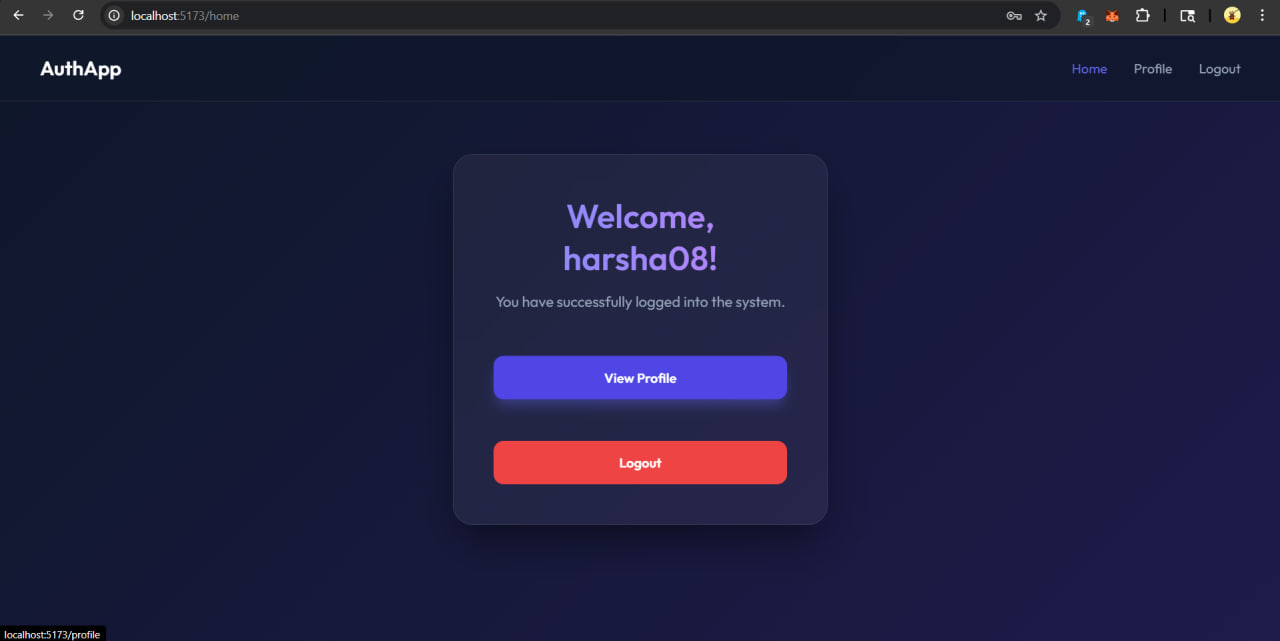 localhost:5173/home
2
AuthApp
Home Profile Logout
Welcome,
harsha08!
You have successfully logged into the system.
View Profile
Logout
localhost:5173/profile